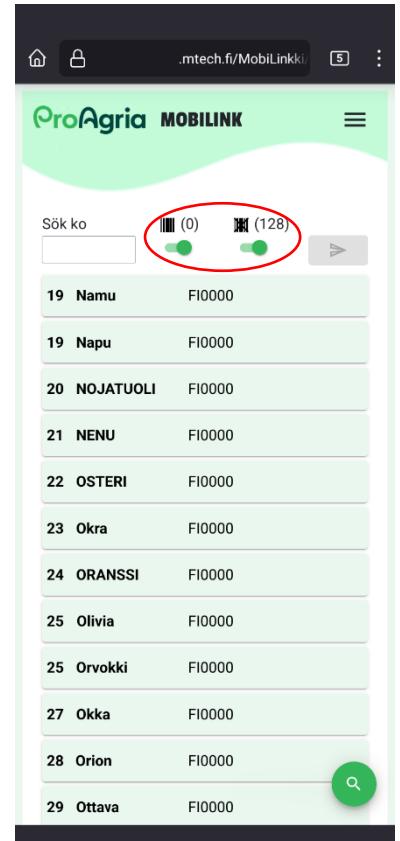 .mtech.fi/MobiLinkki/ 5
ProAgria MOBILINK
Sök ko (0) (128)
19 Namu FI0000
19 Napu FI0000
20 NOJATUOLI FI0000
21 NENU FI0000
22 OSTERI FI0000
23 Okra FI0000
24 ORANSSI FI0000
25 Olivia FI0000
25 Orvokki FI0000
27 Okka FI0000
28 Orion FI0000
29 Ottava FI0000